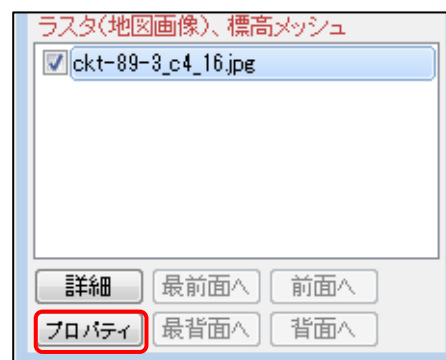 ラスタ(地図画像)、標高メッシュ
ckt-89-3_c4_16.jpg
詳細 最前面へ 前面へ
プロパティ 最背面へ 背面へ